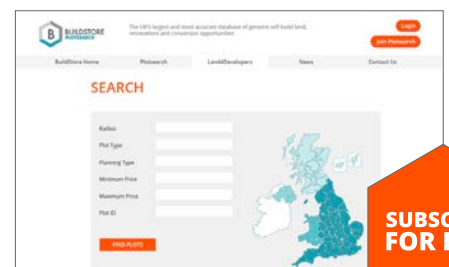 B BUILDSTORE
PLOTSEARCH
The UK's largest and most accurate database of genuine self build land,
renovations and conversion opportunities
Login
Join Plotsearch
BuildStore Home Plotsearch Land4Developers News Contact Us
SEARCH
Radius
Plot Type
Planning Type
Minimum Price
Maximum Price
Plot ID
FIND PLOTS
SUBSC
FOR